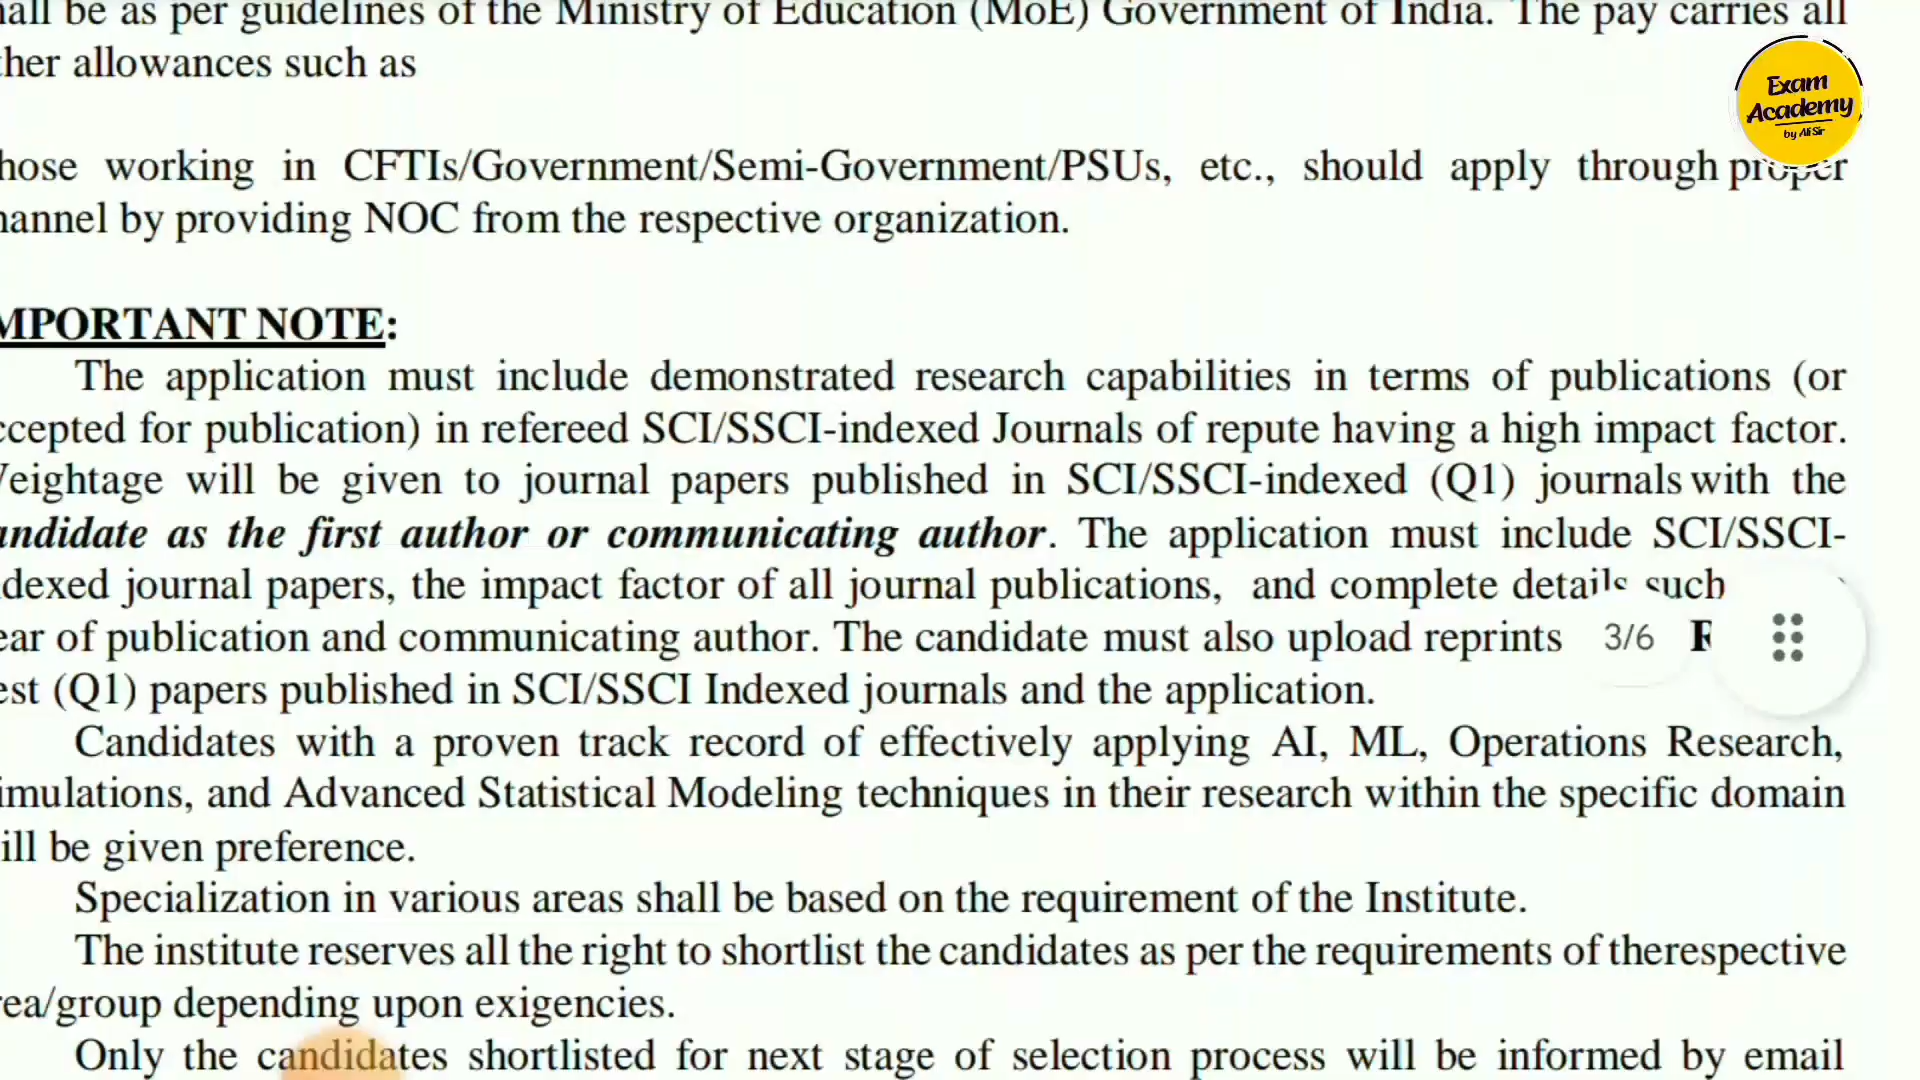 hall be as per guidelines of the Ministry of Education (MoE) Government of India. The pay carries all
ther allowances such as
Exam
Academy
by Ali Sir
hose working in CFTIs/Government/Semi-Government/PSUs, etc., should apply through proper
hannel by providing NOC from the respective organization.
MPORTANT NOTE:
The application must include demonstrated research capabilities in terms of publications (or
ccepted for publication) in refereed SCI/SSCI-indexed Journals of repute having a high impact factor.
eightage will be given to journal papers published in SCI/SSCI-indexed (Q1) journals with the
andidate as the first author or communicating author. The application must include SCI/SSCI-
dexed journal papers, the impact factor of all journal publications, and complete details such
ear of publication and communicating author. The candidate must also upload reprints 3/6
est (Q1) papers published in SCI/SSCI Indexed journals and the application.
Candidates with a proven track record of effectively applying AI, ML, Operations Research,
imulations, and Advanced Statistical Modeling techniques in their research within the specific domain
ill be given preference.
Specialization in various areas shall be based on the requirement of the Institute.
The institute reserves all the right to shortlist the candidates as per the requirements of therespective
rea/group depending upon exigencies.
Only the candidates shortlisted for next stage of selection process will be informed by email